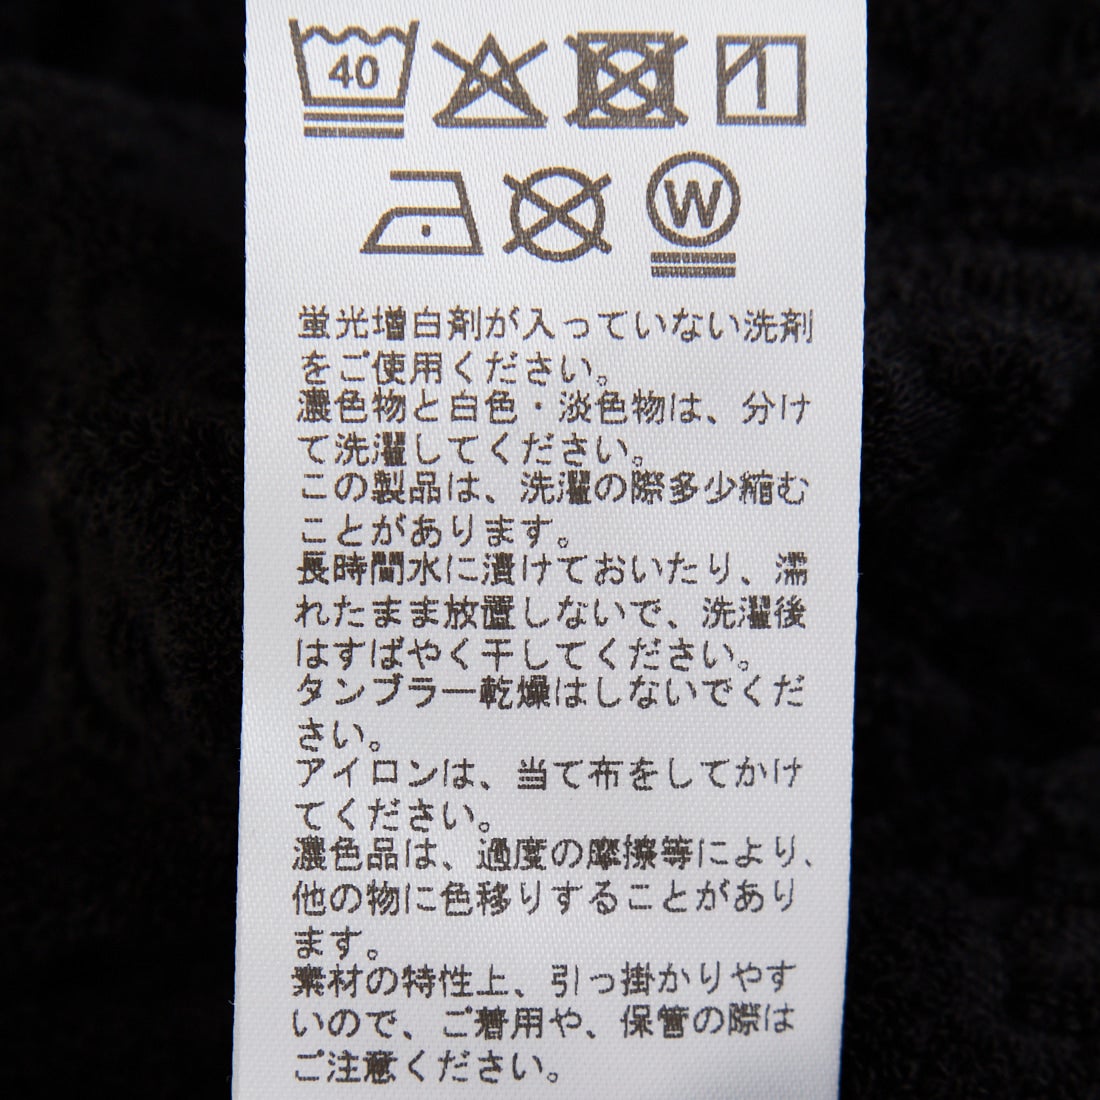 40
W
蛍光増白剤が入っていない洗剤
をご使用ください。
濃色物と白色・淡色物は、分け
て洗濯してください。
この製品は、洗濯の際多少縮む
ことがあります。
長時間水に漬けておいたり、濡
れたまま放置しないで、洗濯後
はすばやく干してください。
タンブラー乾燥はしないでくだ
さい。
アイロンは、当て布をしてかけ
てください。
濃色品は、過度の摩擦等により、
他の物に色移りすることがあり
ます。
素材の特性上、引っ掛かりやす
いので、ご着用や、保管の際は
ご注意ください。